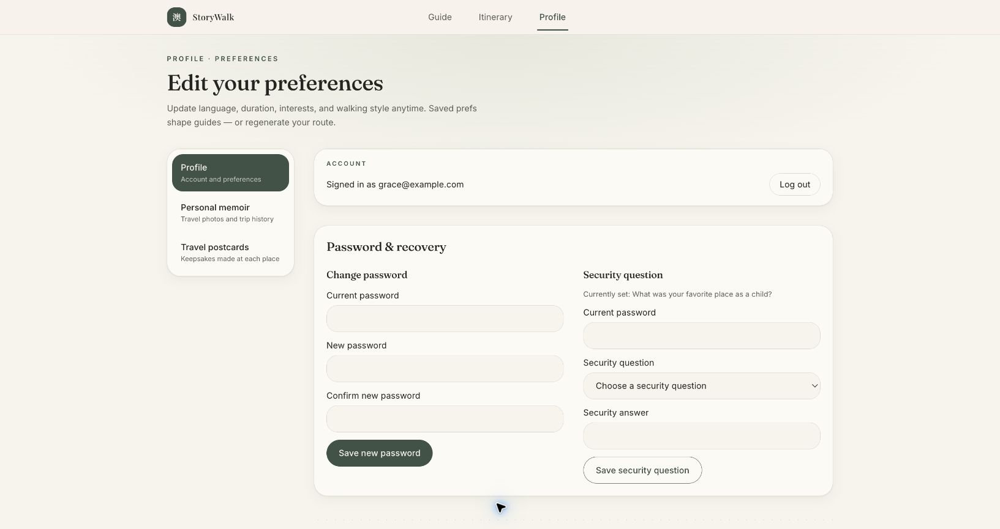 澳 StoryWalk
Guide
Itinerary
Profile
PROFILE · PREFERENCES
Edit your preferences
Update language, duration, interests, and walking style anytime. Saved prefs
shape guides — or regenerate your route.
Profile
Account and preferences
Personal memoir
Travel photos and trip history
Travel postcards
Keepsakes made at each place
ACCOUNT
Signed in as grace@example.com
Log out
Password & recovery
Change password
Current password
New password
Confirm new password
Save new password
Security question
Currently set: What was your favorite place as a child?
Current password
Security question
Choose a security question
Security answer
Save security question